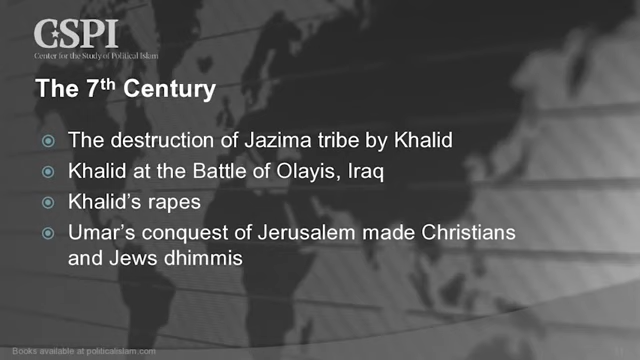 CSPI
Center for the Study of Political Islam
The 7th Century
The destruction of Jazima tribe by Khalid
Khalid at the Battle of Olayis, Iraq
Khalid's rapes
Umar's conquest of Jerusalem made Christians
and Jews dhimmis
Books available at politicalislam.com